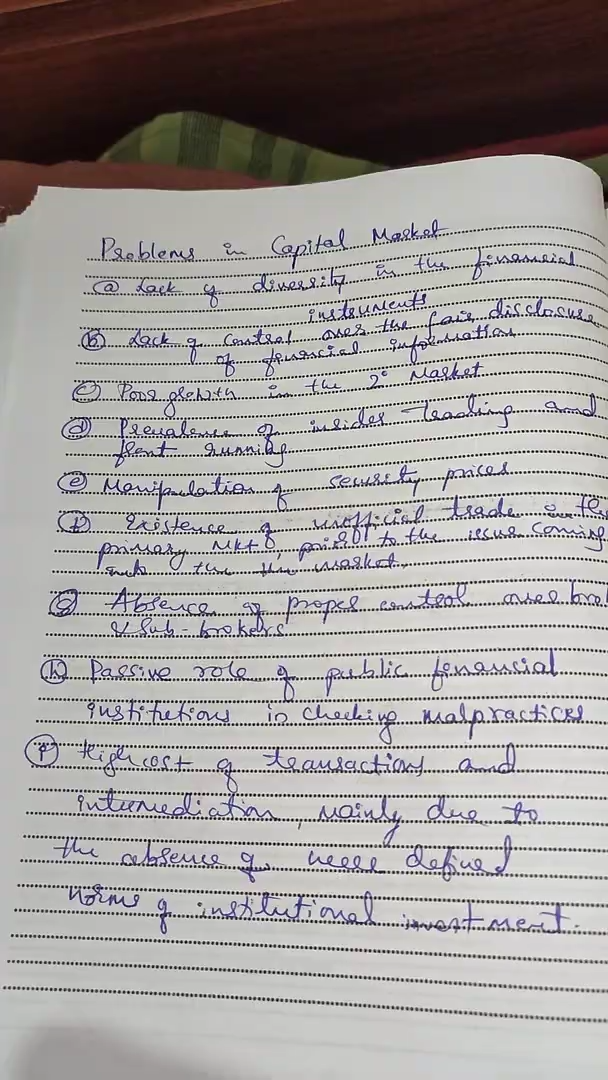 Problems in Capital Market
(a) Lack of diversity in the financial
instruments
(b) Lack of control over the fair disclosure
of financial information
(c) Poor growth in the 2° Market
(d) Prevalence of insider trading and
front running
(e) Manipulation of security prices
(f) Existence of unofficial trade in the
primary Mkt, prior to the issue coming
into the the market.
(g) Absence of proper control over bro
& sub-brokers
(h) Passive role of public financial
institutions in checking malpractices
(i) High cost of transactions and
intermediation, mainly due to
the absence of well defined
norms of institutional investment.